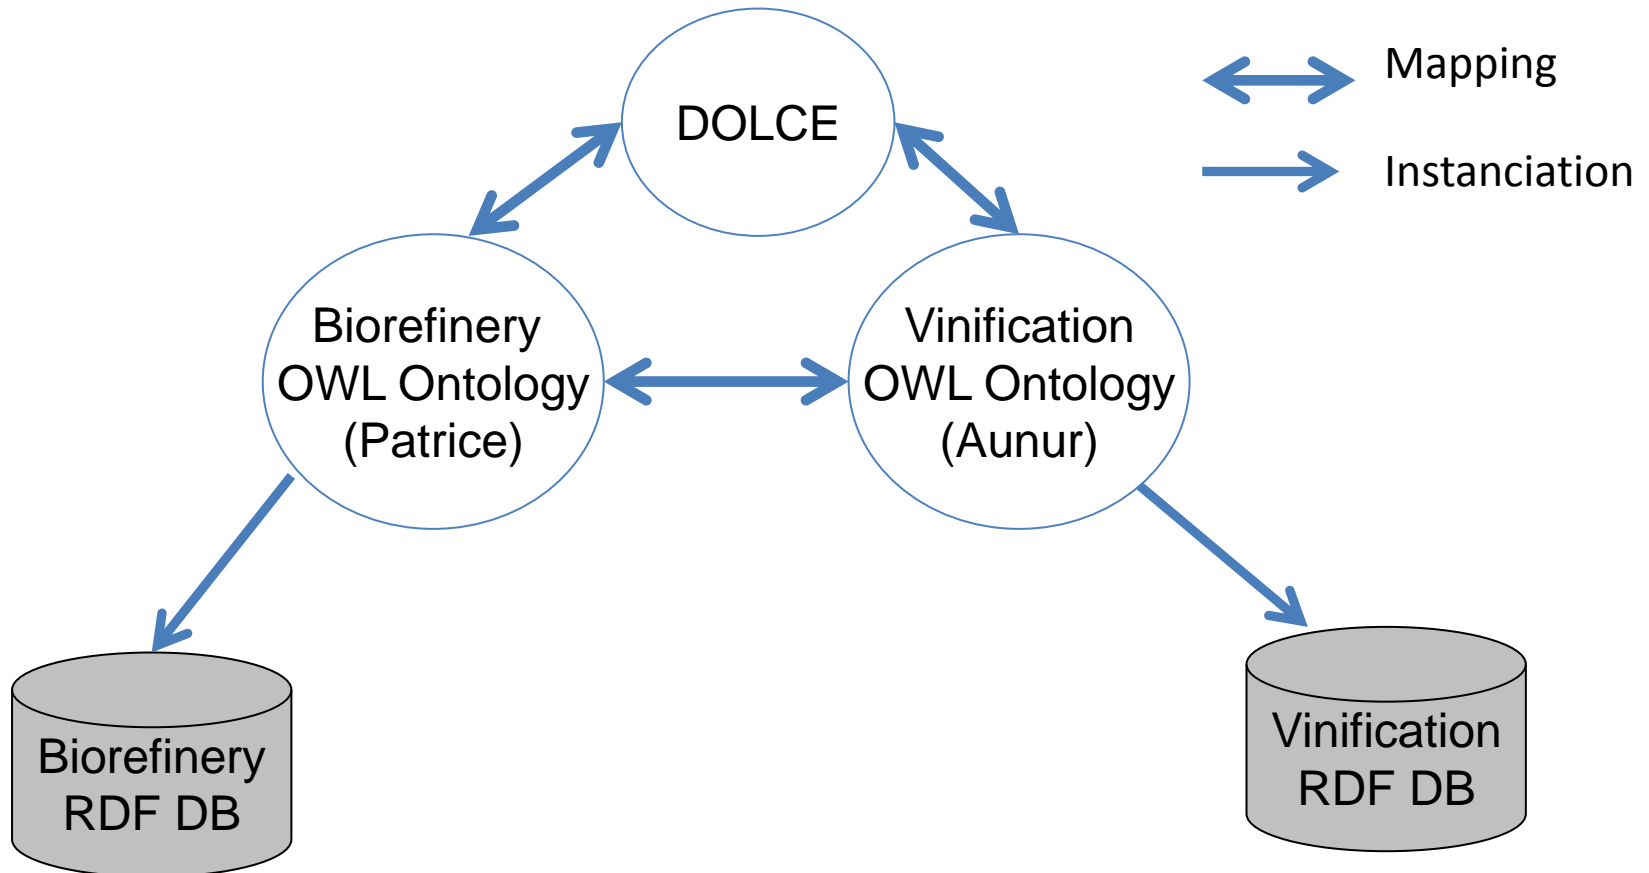 DOLCE
Mapping
Instanciation
Biorefinery
OWL Ontology
(Patrice)
Vinification
OWL Ontology
(Aunur)
Biorefinery
RDF DB
Vinification
RDF DB